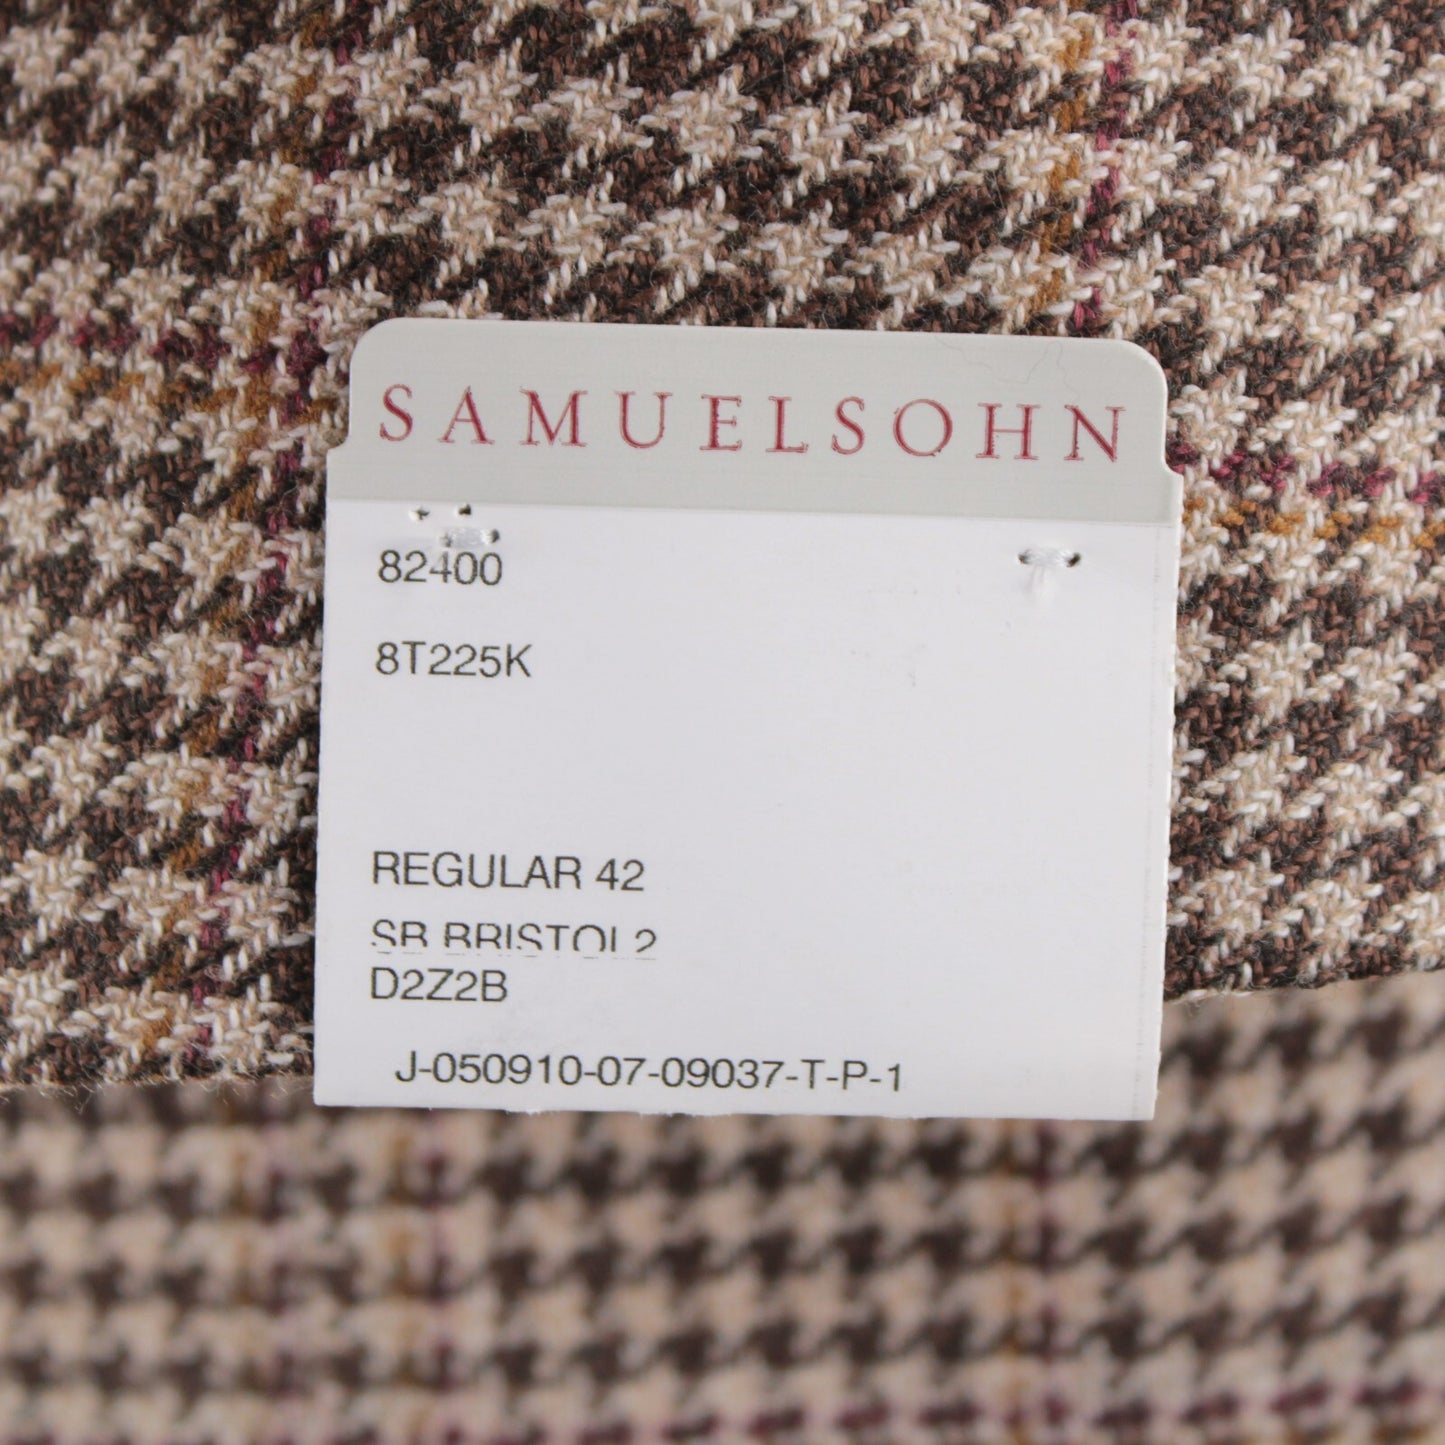 SAMUELSOHN
82400
8T225K
REGULAR 42
SB BRISTOL2
D2Z2B
J-050910-07-09037-T-P-1